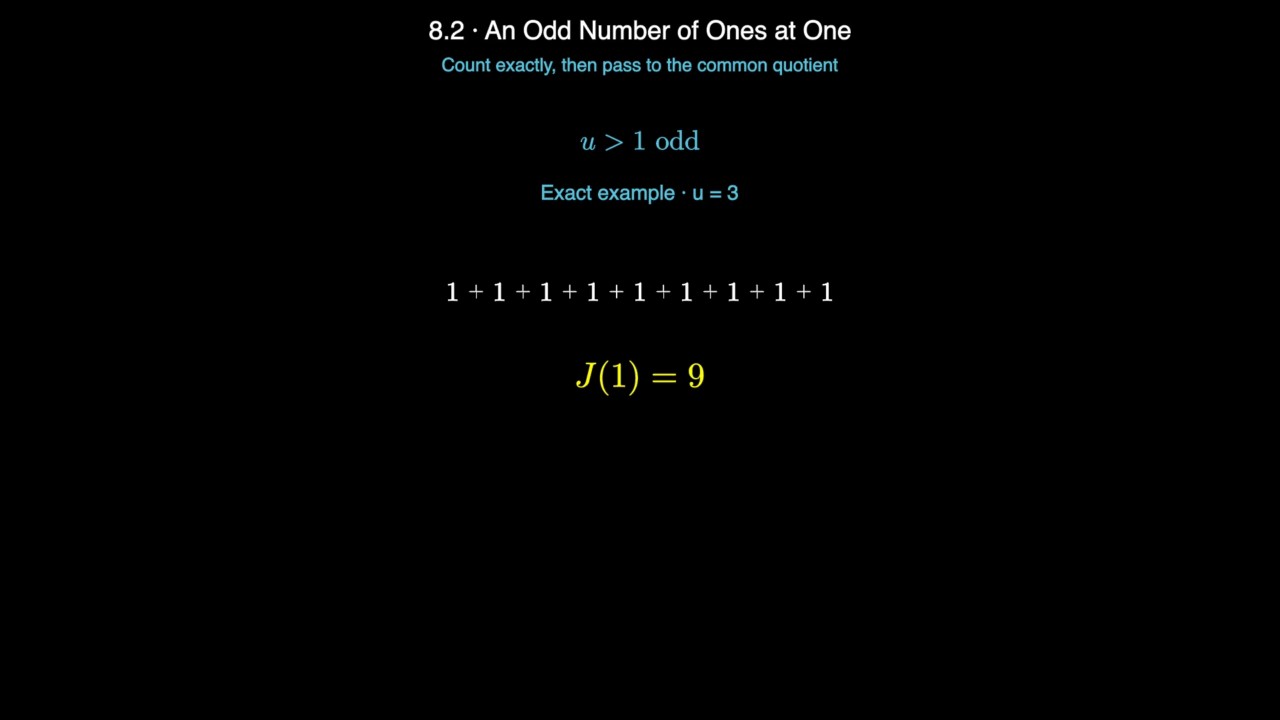 8.2 · An Odd Number of Ones at One
Count exactly, then pass to the common quotient
u > 1 odd
Exact example · u = 3
1 + 1 + 1 + 1 + 1 + 1 + 1 + 1 + 1
J(1) = 9